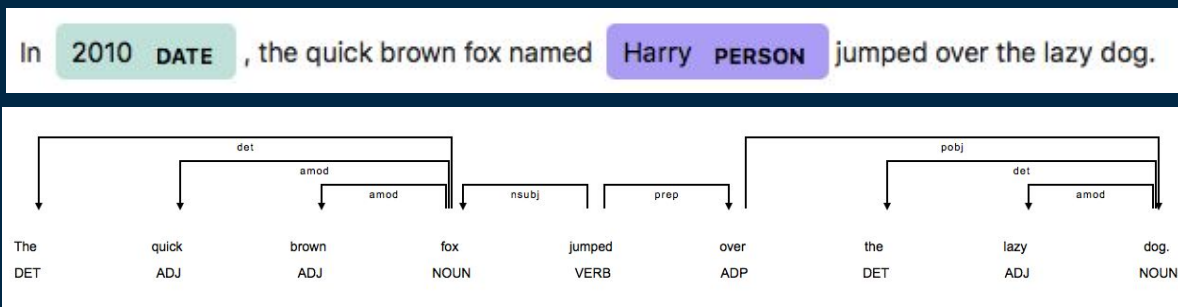 In 2010 DATE , the quick brown fox named Harry PERSON jumped over the lazy dog.
det pobj
amod det
amod nsubj prep amod
The quick brown fox jumped over the lazy dog.
DET ADJ ADJ NOUN VERB ADP DET ADJ NOUN